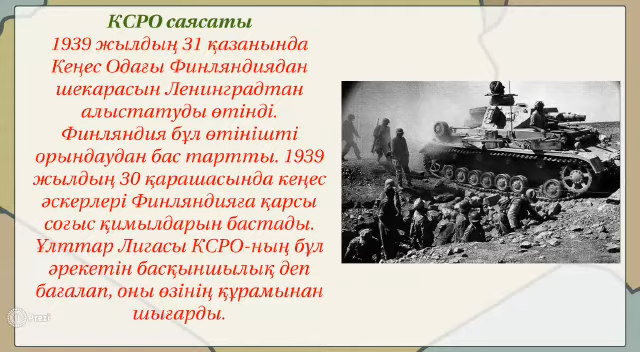 КСРО саясаты
1939 жылдың 31 қазанында
Кеңес Одағы Финляндиядан
шекарасын Ленинградтан
алыстатуды өтінді.
Финляндия бұл өтінішті
орындаудан бас тартты. 1939
жылдың 30 қарашасында кеңес
әскерлері Финляндияға қарсы
соғыс қимылдарын бастады.
Ұлттар Лигасы КСРО-ның бұл
әрекетін басқыншылық деп
бағалап, оны өзінің құрамынан
шығарды.